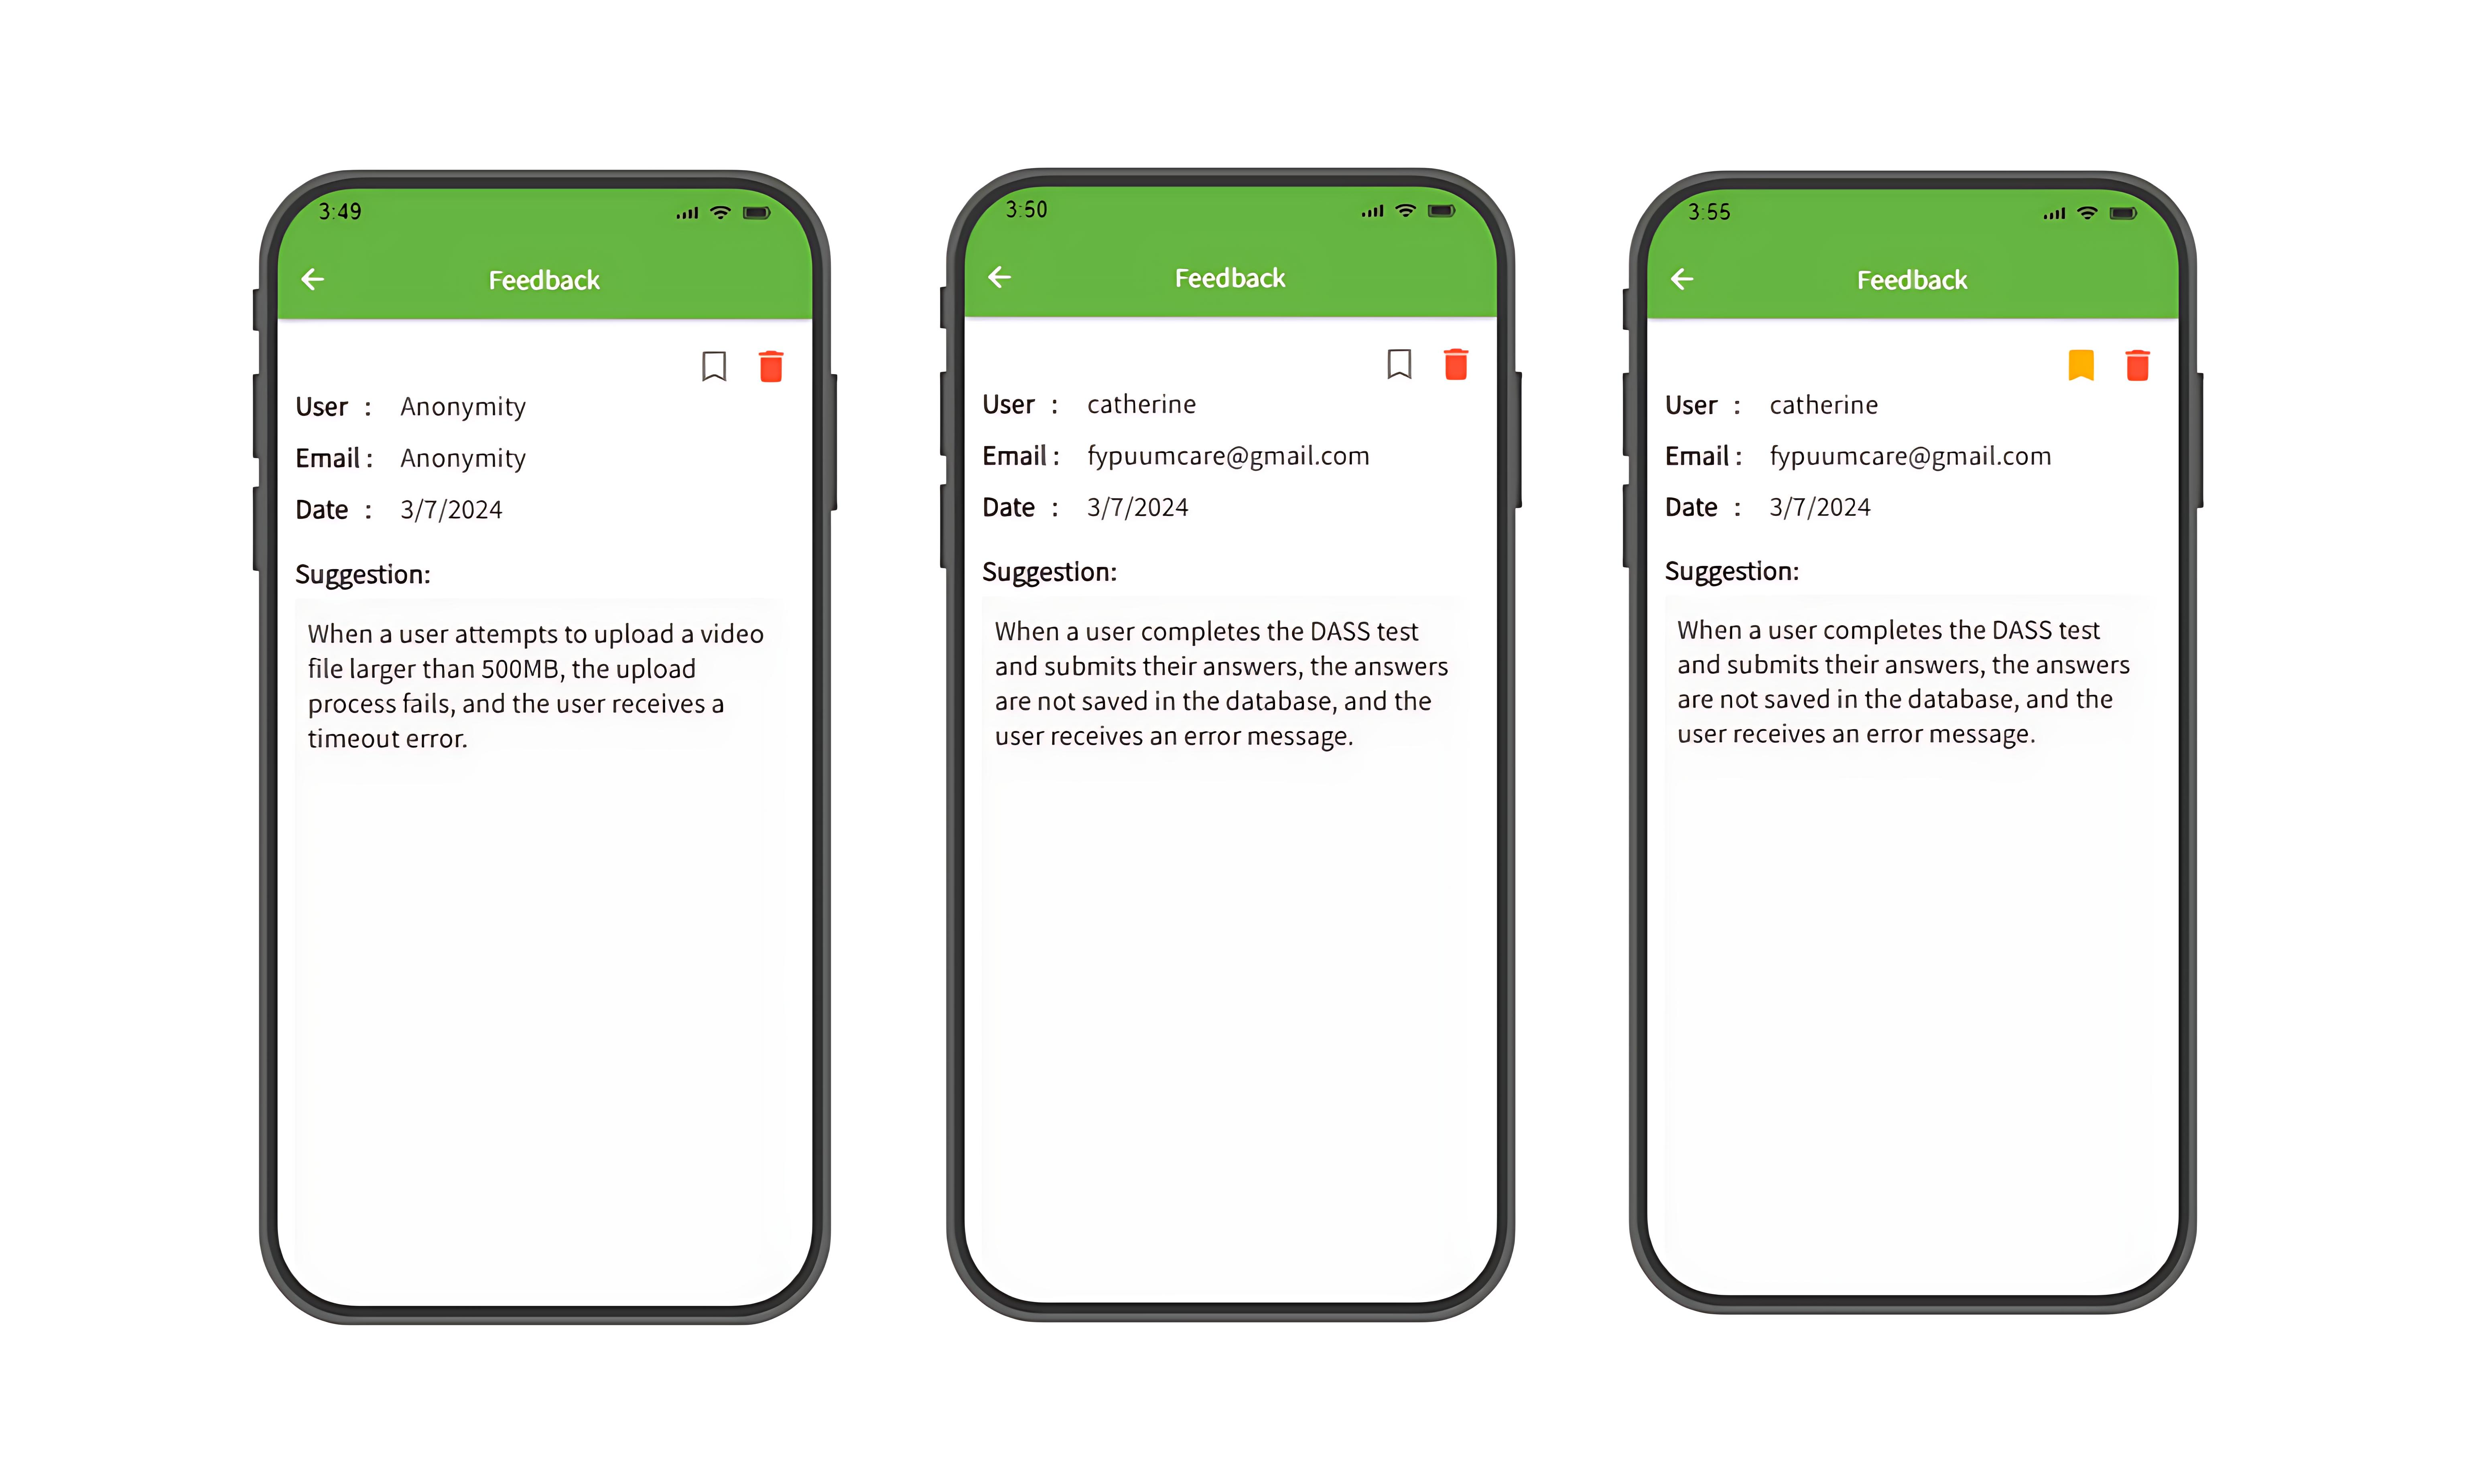 3:49
Feedback
User : Anonymity
Email : Anonymity
Date : 3/7/2024
Suggestion:
When a user attempts to upload a video
file larger than 500MB, the upload
process fails, and the user receives a
timeout error.
3:50
Feedback
User : catherine
Email : fypuumcare@gmail.com
Date : 3/7/2024
Suggestion:
When a user completes the DASS test
and submits their answers, the answers
are not saved in the database, and the
user receives an error message.
3:55
Feedback
User : catherine
Email : fypuumcare@gmail.com
Date : 3/7/2024
Suggestion:
When a user completes the DASS test
and submits their answers, the answers
are not saved in the database, and the
user receives an error message.